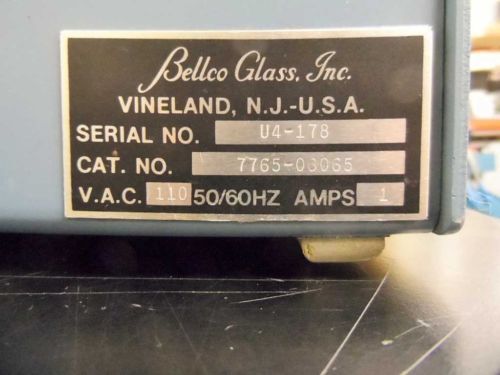 Bellco Glass, Inc.
VINELAND, N.J.-U.S.A.
SERIAL NO. U4-178
CAT. NO. 7765-03065
V.A.C. 110 50/60HZ AMPS 1